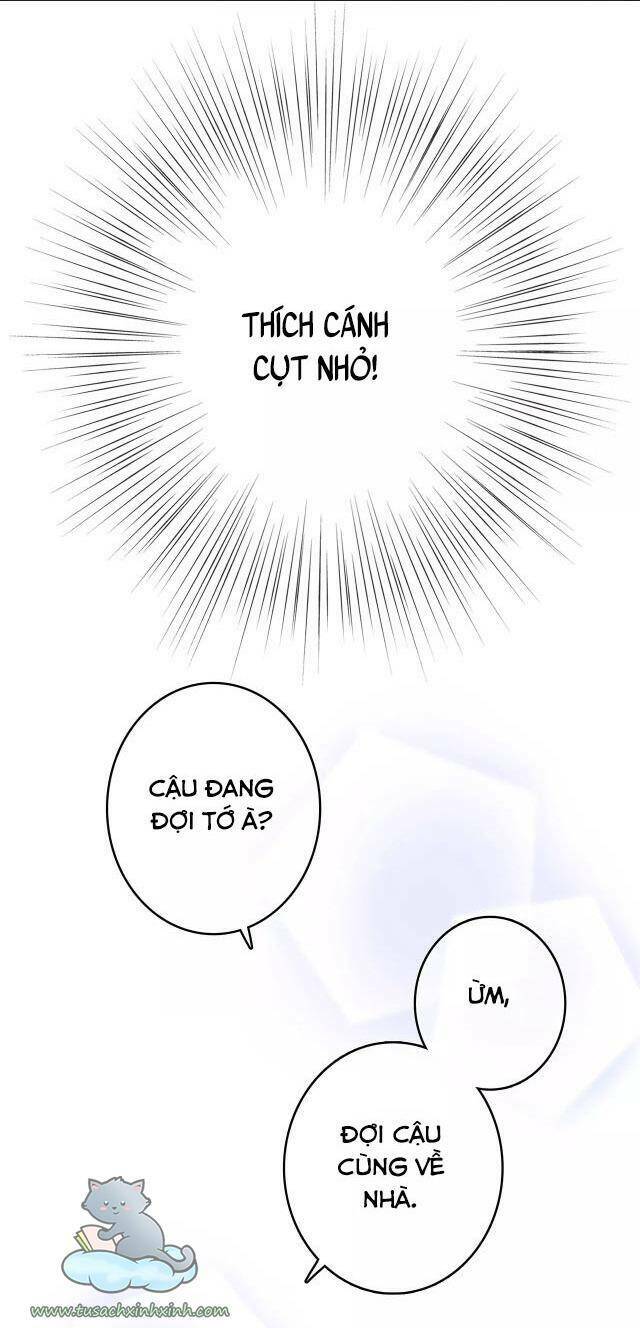 THÍCH CÁNH
CỤT NHỎ!
CẬU ĐANG
ĐỢI TỚ À?
ỪM,
ĐỢI CẬU
CÙNG VỀ
NHÀ.
www.tusachxinhxinh.com